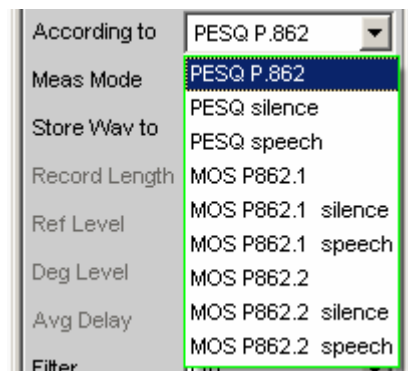 According to PESQ P.862
Meas Mode PESQ P.862
PESQ silence
Store Wav to
PESQ speech
Record Length MOS P862.1
MOS P862.1 silence
Ref Level
MOS P862.1 speech
Deg Level MOS P862.2
MOS P862.2 silence
Avg Delay
MOS P862.2 speech
Filter